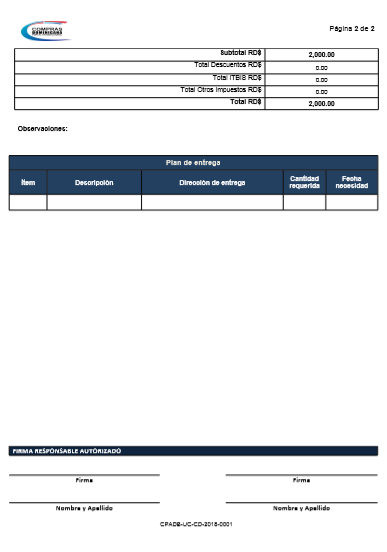 COMPRAS
DOMINICANA
Página 2 de 2
Subtotal RD$ 2,000.00
Total Descuentos RD$ 0.00
Total ITBIS RD$ 0.00
Total Otros Impuestos RD$ 0.00
Total RD$ 2,000.00
Observaciones:
Plan de entrega
Ítem Descripción Dirección de entrega Cantidad requerida Fecha necesidad
FIRMA RESPONSABLE AUTORIZADO
Firma Firma
Nombre y Apellido Nombre y Apellido
CPADB-UC-CD-2018-0001